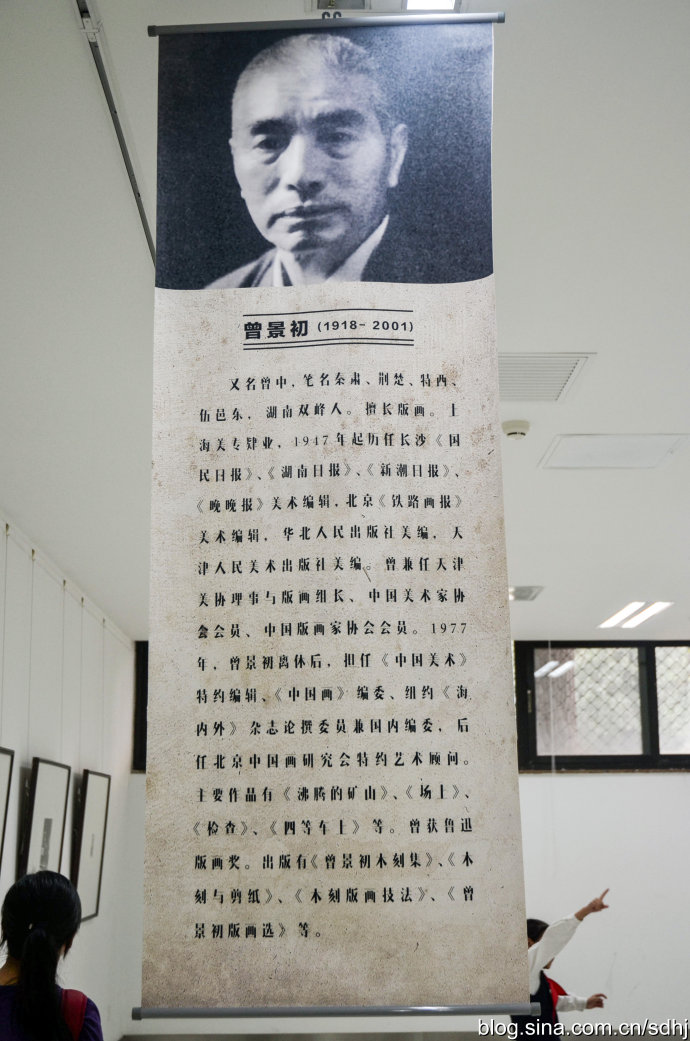 曾景初 (1918- 2001)
又名曾中,笔名秦肃、荆楚、特西、
伍邑东,湖南双峰人。擅长版画。上
海美专肄业,1947年起历任长沙《国
民日报》、《湖南日报》、《新潮日报》、
《晚晚报》美术编辑,北京《铁路画报》
美术编辑,华北人民出版社美编,天
津人民美术出版社美编。曾兼任天津
美协理事与版画组长、中国美术家协
会会员、中国版画家协会会员。1977
年,曾景初离休后,担任《中国美术》
特约编辑、《中国画》编委、纽约《海
内外》杂志论撰委员兼国内编委,后
任北京中国画研究会特约艺术顾问。
主要作品有《沸腾的矿山》、《场上》、
《检查》、《四等车上》等。曾获鲁迅
版画奖。出版有《曾景初木刻集》、《木
刻与剪纸》、《木刻版画技法》、《曾
景初版画选》等。
blog.sina.com.cn/sdhj